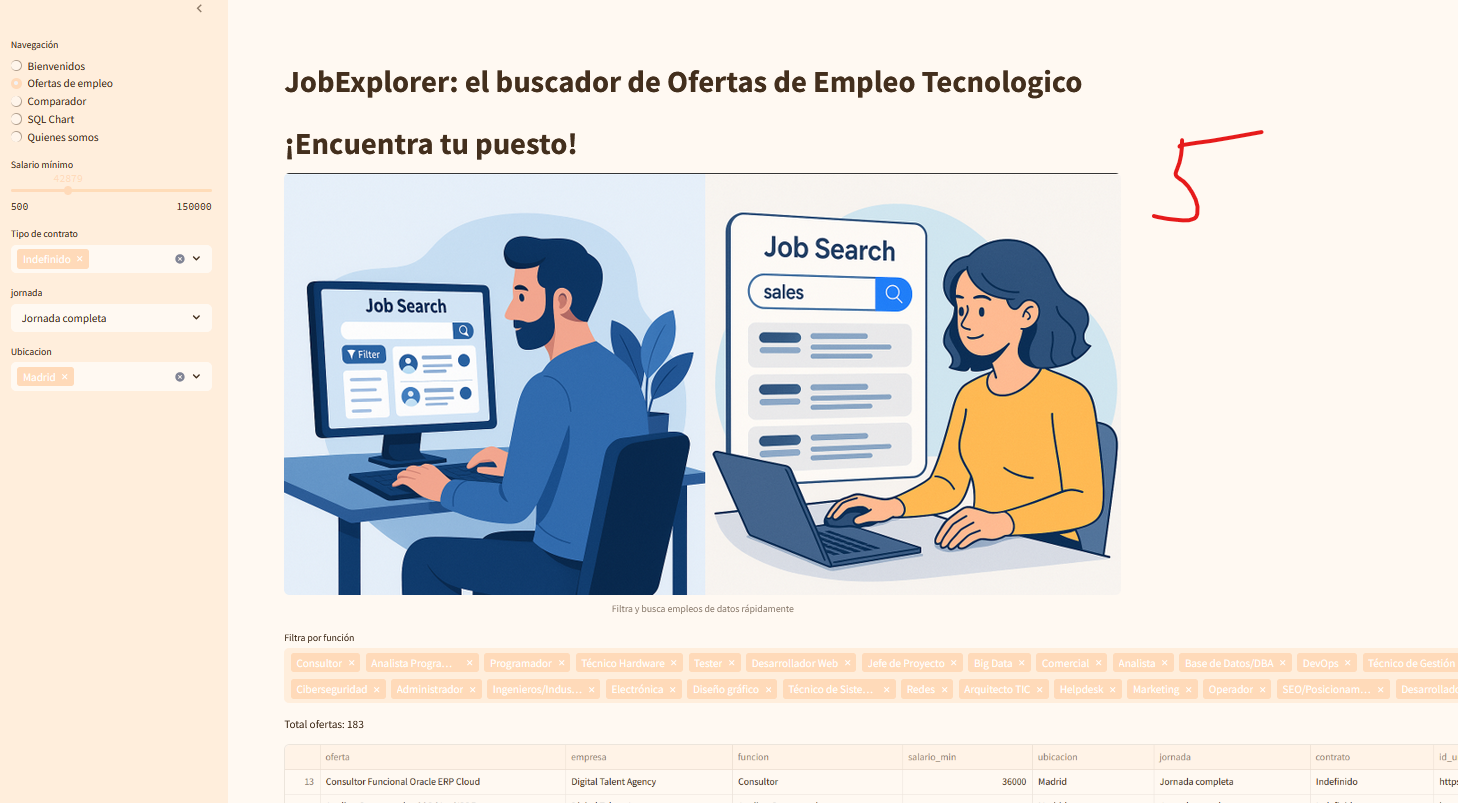 Navegación
Bienvenidos
Ofertas de empleo
Comparador
SQL Chart
Quienes somos
Salario mínimo
42879
500 150000
Tipo de contrato
Indefinido
jornada
Jornada completa
Ubicacion
Madrid
JobExplorer: el buscador de Ofertas de Empleo Tecnologico
¡Encuentra tu puesto!
5
Job Search
Filter
Job Search
sales
Filtra y busca empleos de datos rápidamente
Filtra por función
Consultor Analista Progra... Programador Técnico Hardware Tester Desarrollador Web Jefe de Proyecto Big Data Comercial Analista Base de Datos/DBA DevOps Técnico de Gestión
Ciberseguridad Administrador Ingenieros/Indus... Electrónica Diseño gráfico Técnico de Siste... Redes Arquitecto TIC Helpdesk Marketing Operador SEO/Posicionam... Desarrollado
Total ofertas: 183
oferta empresa funcion salario_min ubicacion jornada contrato id_u
13 Consultor Funcional Oracle ERP Cloud Digital Talent Agency Consultor 36000 Madrid Jornada completa Indefinido https